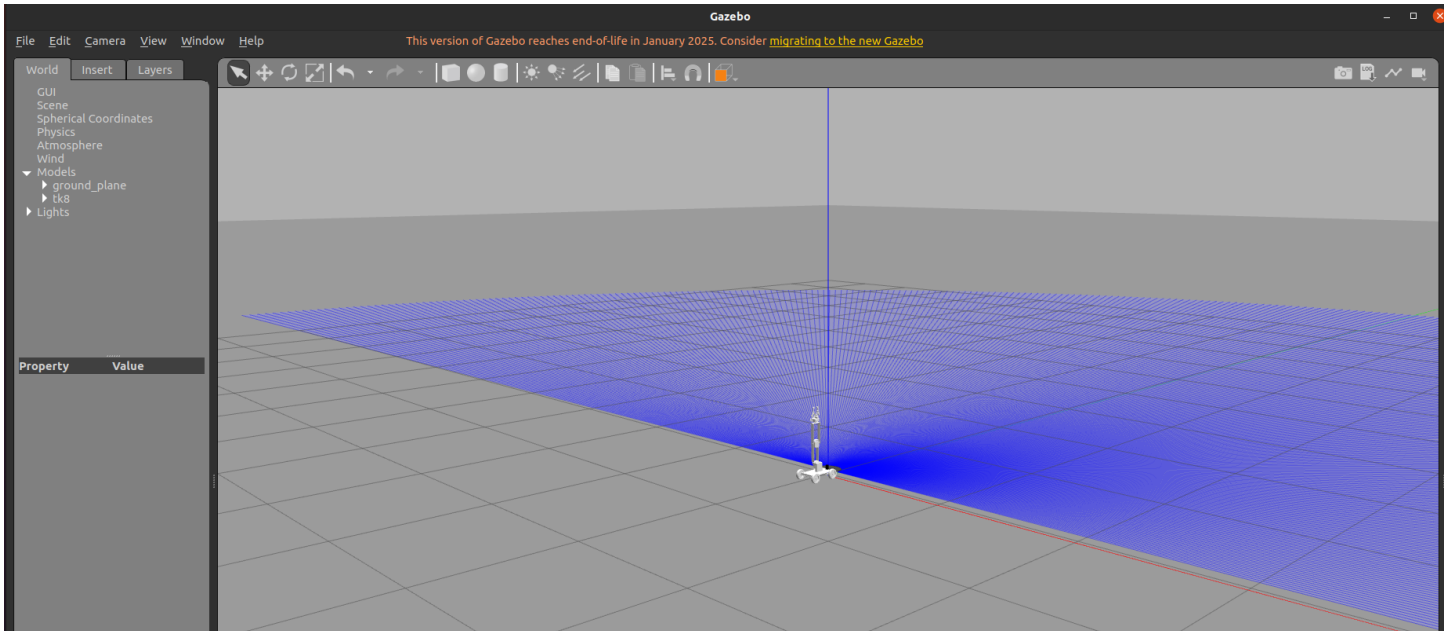 Gazebo
File Edit Camera View Window Help
This version of Gazebo reaches end-of-life in January 2025. Consider migrating to the new Gazebo
World Insert Layers
GUI
Scene
Spherical Coordinates
Physics
Atmosphere
Wind
Models
ground_plane
tk8
Lights
Property Value
LOG